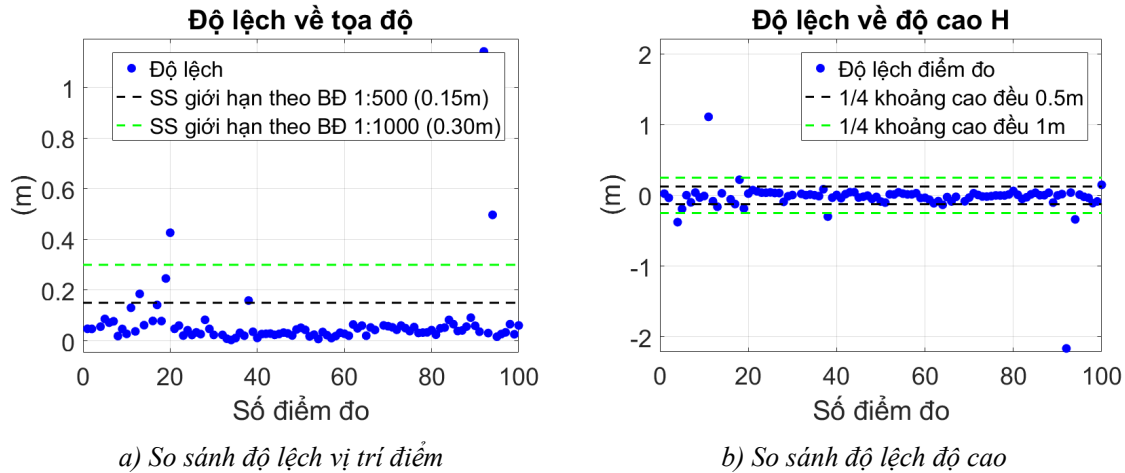 Độ lệch về tọa độ
Độ lệch
SS giới hạn theo BĐ 1:500 (0.15m)
SS giới hạn theo BĐ 1:1000 (0.30m)
(m)
1
0.8
0.6
0.4
0.2
0
0 20 40 60 80 100
Số điểm đo
a) So sánh độ lệch vị trí điểm
Độ lệch về độ cao H
Độ lệch điểm đo
1/4 khoảng cao đều 0.5m
1/4 khoảng cao đều 1m
(m)
2
1
0
-1
-2
0 20 40 60 80 100
Số điểm đo
b) So sánh độ lệch độ cao